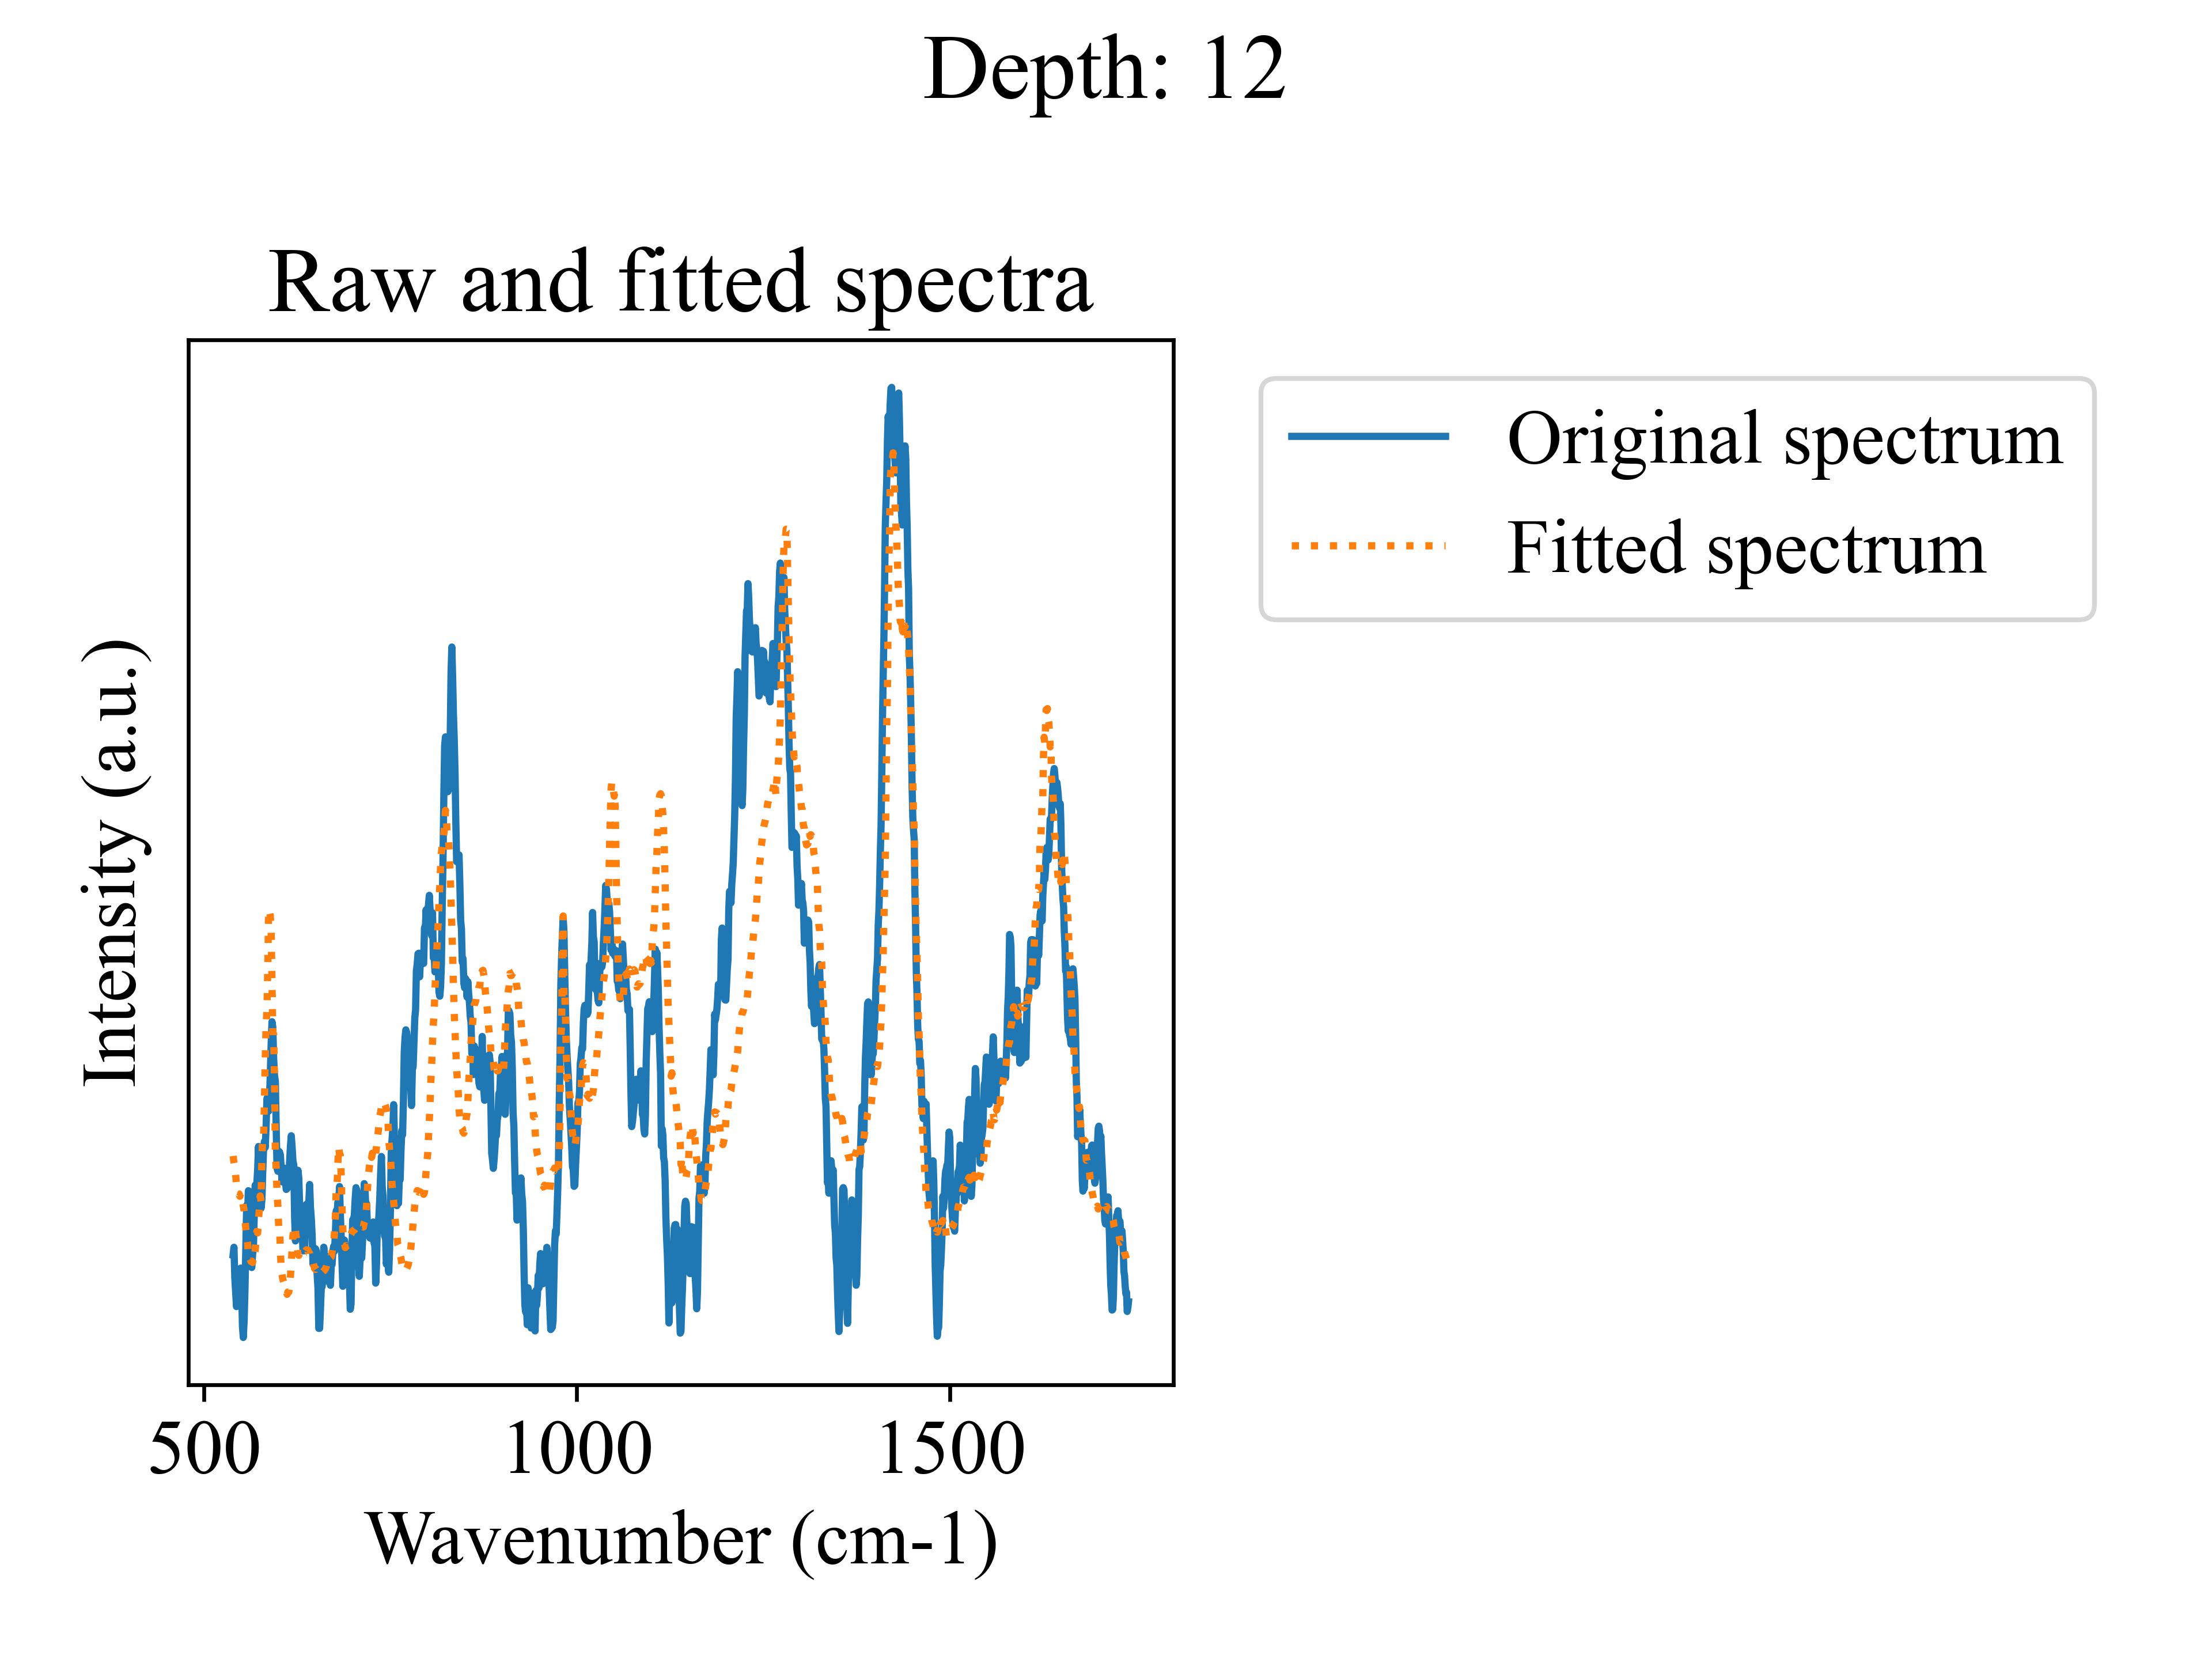 Depth: 12
Raw and fitted spectra
Original spectrum
Fitted spectrum
Intensity (a.u.)
500 1000 1500
Wavenumber (cm-1)